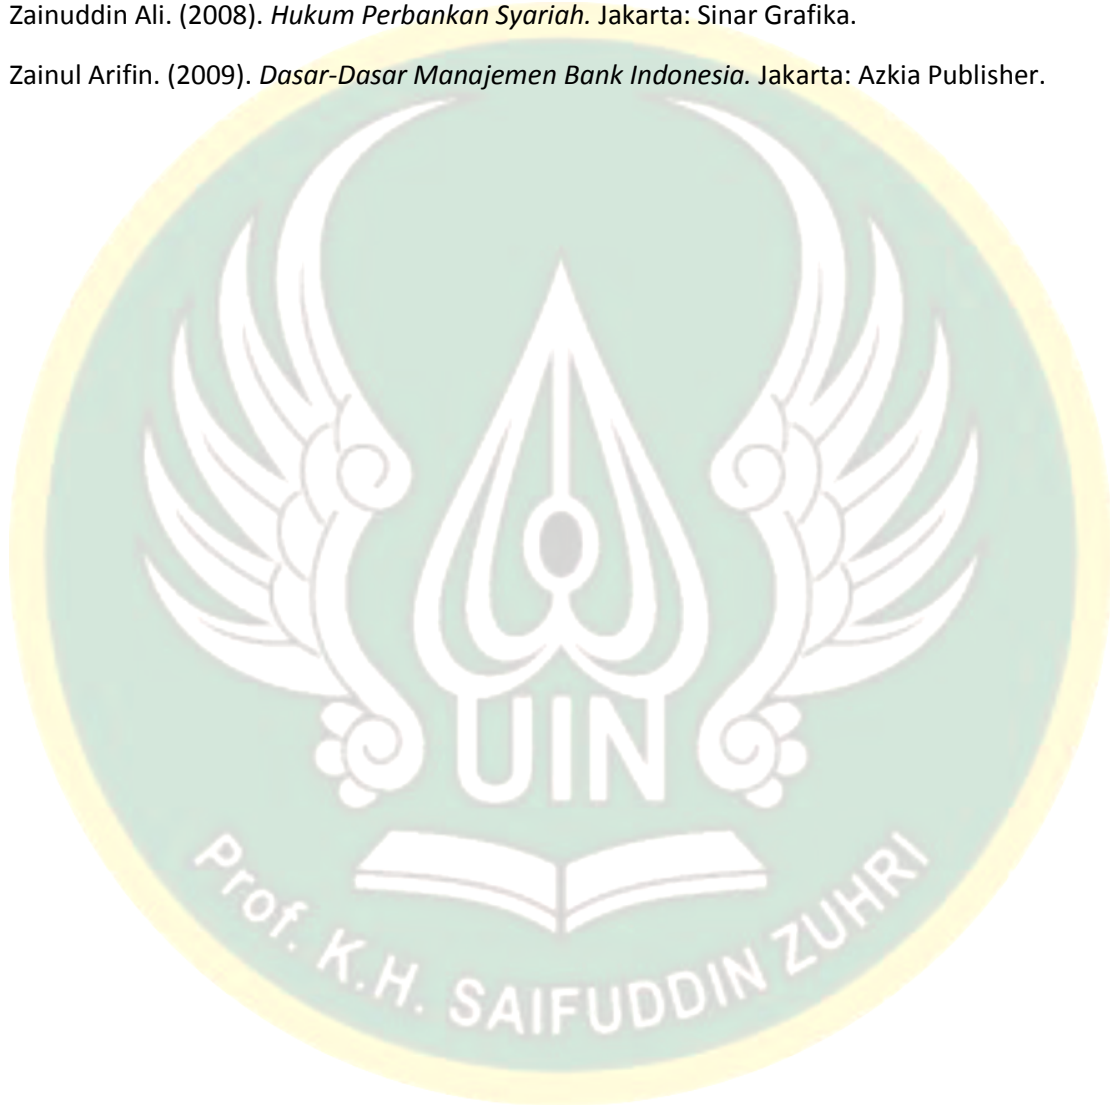 Zainuddin Ali. (2008). Hukum Perbankan Syariah. Jakarta: Sinar Grafika.
Zainul Arifin. (2009). Dasar-Dasar Manajemen Bank Indonesia. Jakarta: Azkia Publisher.
UIN
Prof. K.H. SAIFUDDIN ZUHRI